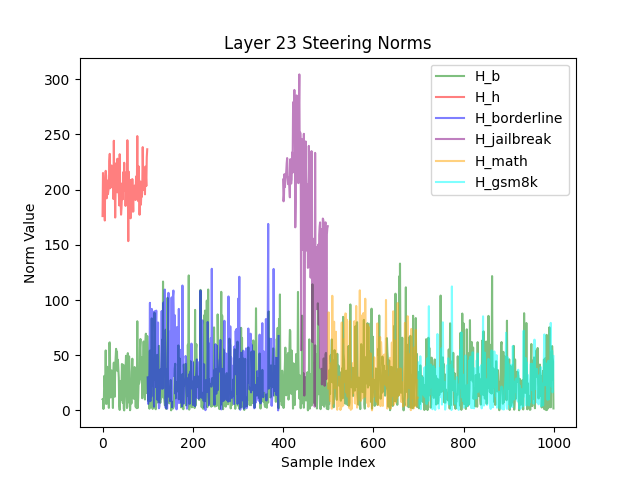 Layer 23 Steering Norms
Norm Value
300
250
200
150
100
50
0
H_b
H_h
H_borderline
H_jailbreak
H_math
H_gsm8k
0 200 400 600 800 1000
Sample Index